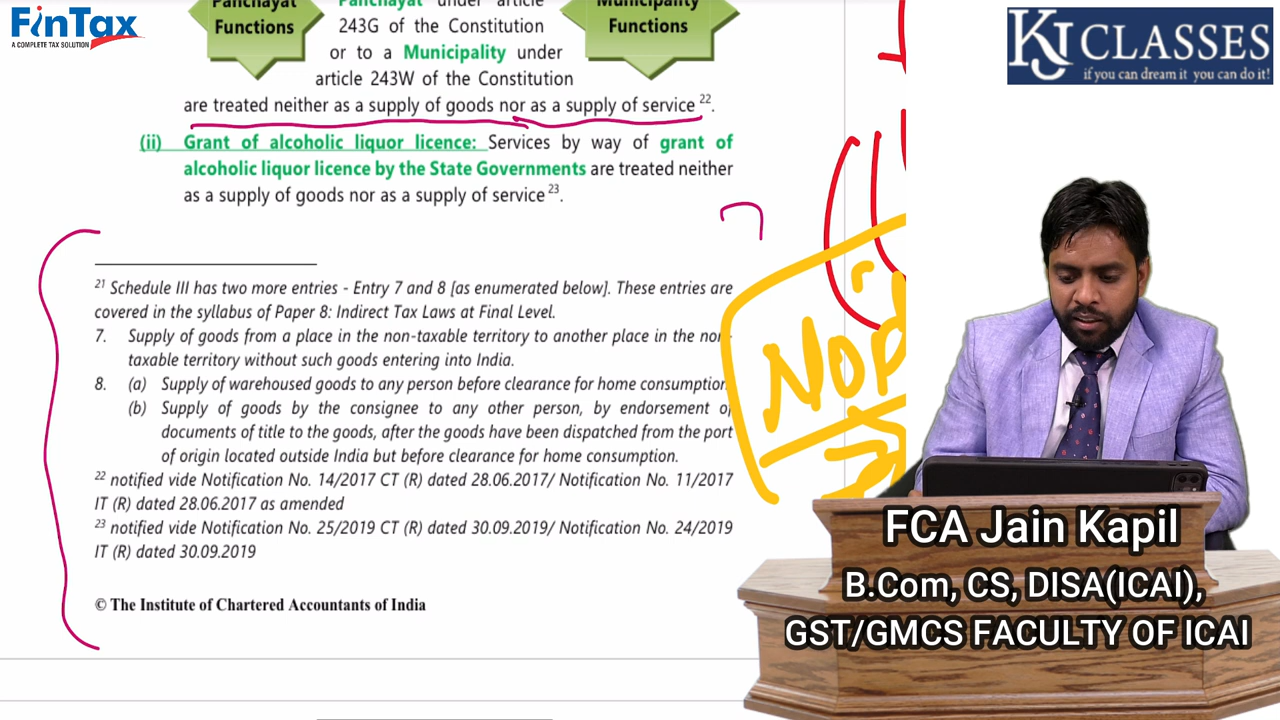 FinTax
A COMPLETE TAX SOLUTION
KJ CLASSES
if you can dream it you can do it!
Panchayat
Functions
Panchayat under article
243G of the Constitution
or to a Municipality under
article 243W of the Constitution
Municipality
Functions
are treated neither as a supply of goods nor as a supply of service 22.
(ii) Grant of alcoholic liquor licence: Services by way of grant of
alcoholic liquor licence by the State Governments are treated neither
as a supply of goods nor as a supply of service 23.
21 Schedule III has two more entries - Entry 7 and 8 [as enumerated below]. These entries are
covered in the syllabus of Paper 8: Indirect Tax Laws at Final Level.
7. Supply of goods from a place in the non-taxable territory to another place in the non-
taxable territory without such goods entering into India.
8. (a) Supply of warehoused goods to any person before clearance for home consumption
(b) Supply of goods by the consignee to any other person, by endorsement of
documents of title to the goods, after the goods have been dispatched from the port
of origin located outside India but before clearance for home consumption.
22 notified vide Notification No. 14/2017 CT (R) dated 28.06.2017/ Notification No. 11/2017
IT (R) dated 28.06.2017 as amended
23 notified vide Notification No. 25/2019 CT (R) dated 30.09.2019/ Notification No. 24/2019
IT (R) dated 30.09.2019
© The Institute of Chartered Accountants of India
FCA Jain Kapil
B.Com, CS, DISA(ICAI),
GST/GMCS FACULTY OF ICAI